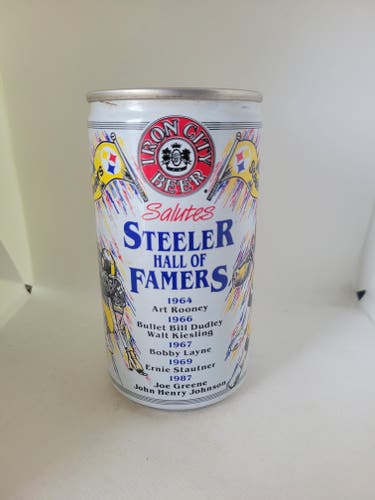 IRON CITY
BEER
Salutes
STEELER
HALL OF
FAMERS
1964
Art Rooney
1966
Bullet Bill Dudley
Walt Kiesling
1967
Bobby Layne
1969
Ernie Stautner
1987
Joe Greene
John Henry Johnson